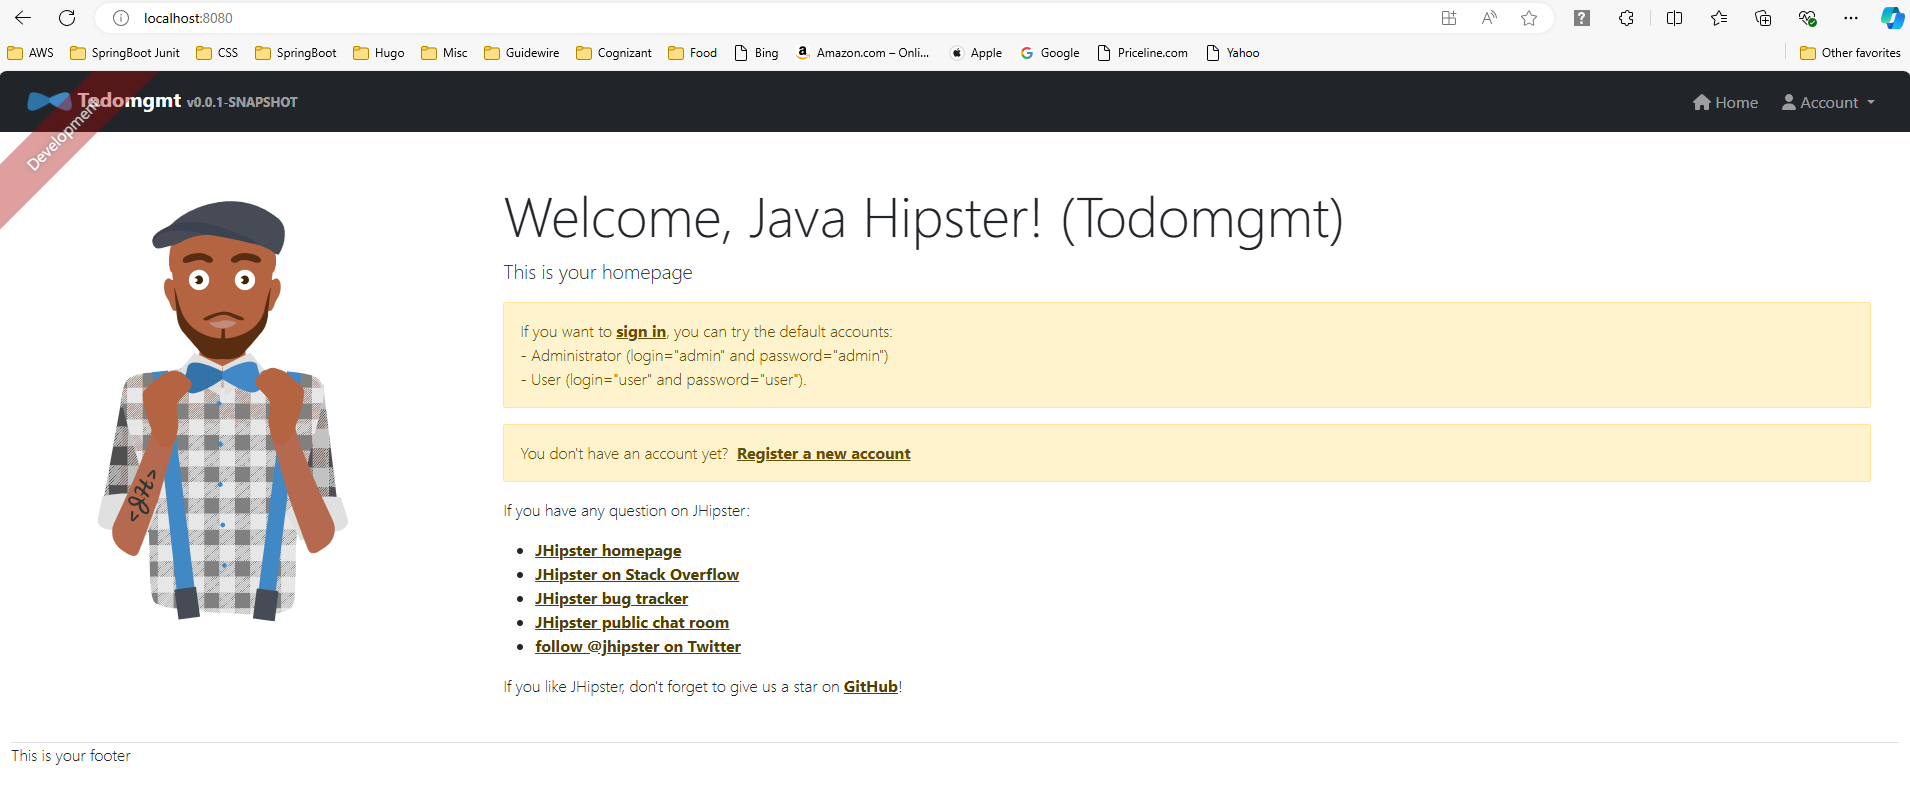 localhost:8080
AWS SpringBoot Junit CSS SpringBoot Hugo Misc Guidewire Cognizant Food Bing Amazon.com – Onli... Apple Google Priceline.com Yahoo Other favorites
Todomgmt v0.0.1-SNAPSHOT Home Account
Development
Welcome, Java Hipster! (Todomgmt)
This is your homepage
If you want to sign in, you can try the default accounts:
- Administrator (login="admin" and password="admin")
- User (login="user" and password="user").
You don't have an account yet? Register a new account
If you have any question on JHipster:
JHipster homepage
JHipster on Stack Overflow
JHipster bug tracker
JHipster public chat room
follow @jhipster on Twitter
If you like JHipster, don't forget to give us a star on GitHub!
This is your footer